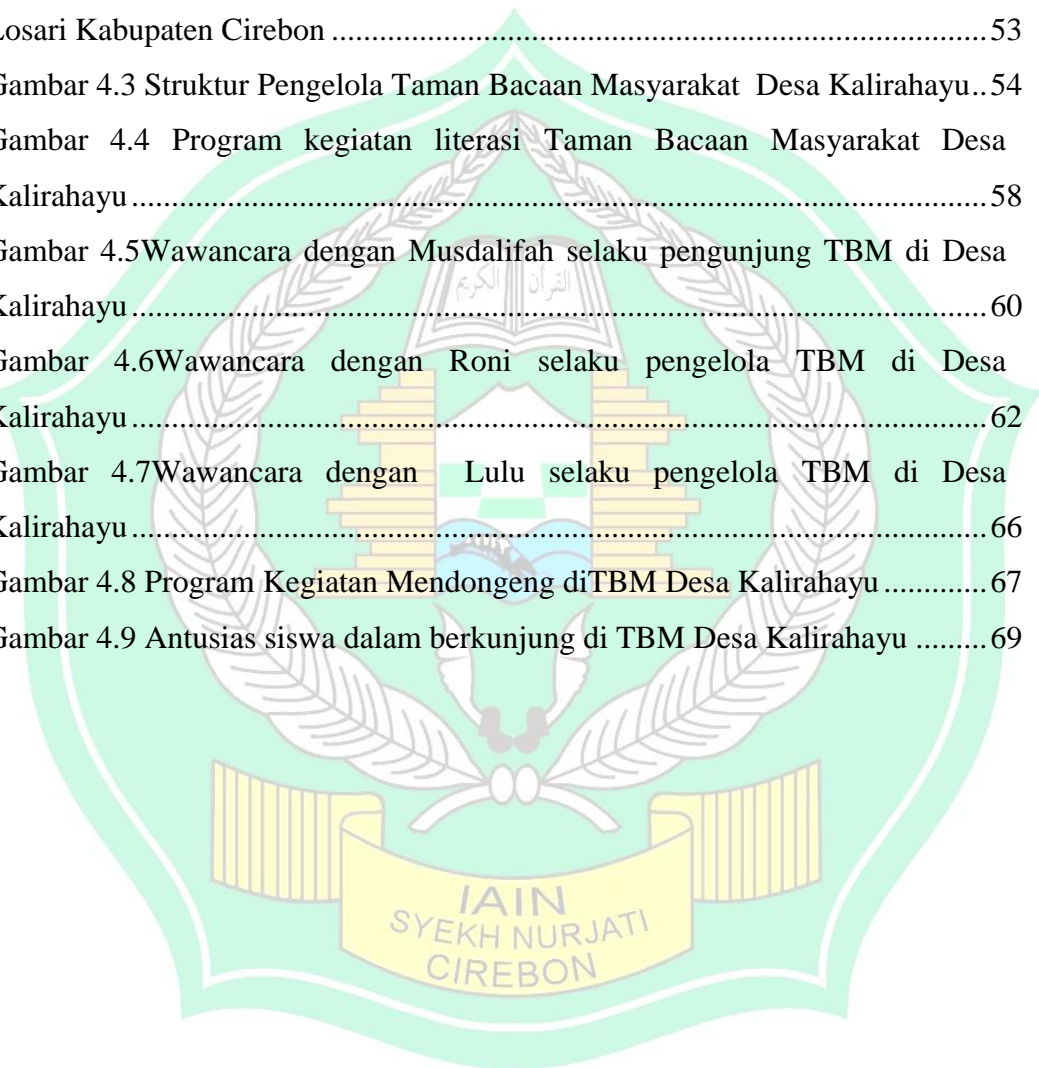 Losari Kabupaten Cirebon ....................................................................................53
Gambar 4.3 Struktur Pengelola Taman Bacaan Masyarakat Desa Kalirahayu..54
Gambar 4.4 Program kegiatan literasi Taman Bacaan Masyarakat Desa
Kalirahayu .............................................................................................................58
Gambar 4.5Wawancara dengan Musdalifah selaku pengunjung TBM di Desa
Kalirahayu .............................................................................................................60
Gambar 4.6Wawancara dengan Roni selaku pengelola TBM di Desa
Kalirahayu .............................................................................................................62
Gambar 4.7Wawancara dengan Lulu selaku pengelola TBM di Desa
Kalirahayu .............................................................................................................66
Gambar 4.8 Program Kegiatan Mendongeng diTBM Desa Kalirahayu .............67
Gambar 4.9 Antusias siswa dalam berkunjung di TBM Desa Kalirahayu .........69
القرآن الكريم
IAIN
SYEKH NURJATI
CIREBON